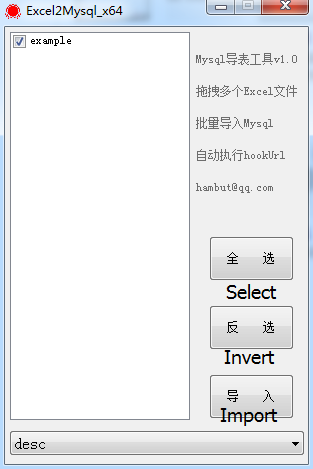 Excel2Mysql_x64
example
Mysql导表工具v1.0
拖拽多个Excel文件
批量导入Mysql
自动执行hookUrl
hambut@qq.com
全 选
Select
反 选
Invert
导 入
Import
desc